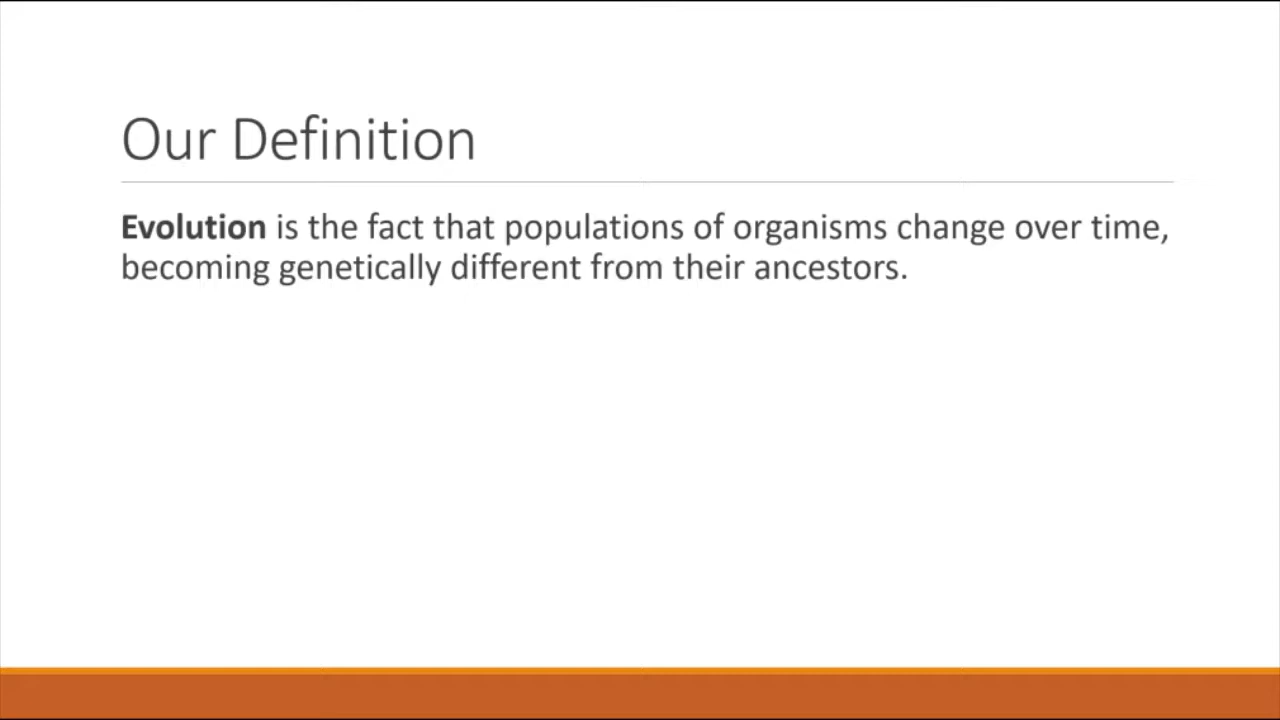 Our Definition
Evolution is the fact that populations of organisms change over time,
becoming genetically different from their ancestors.